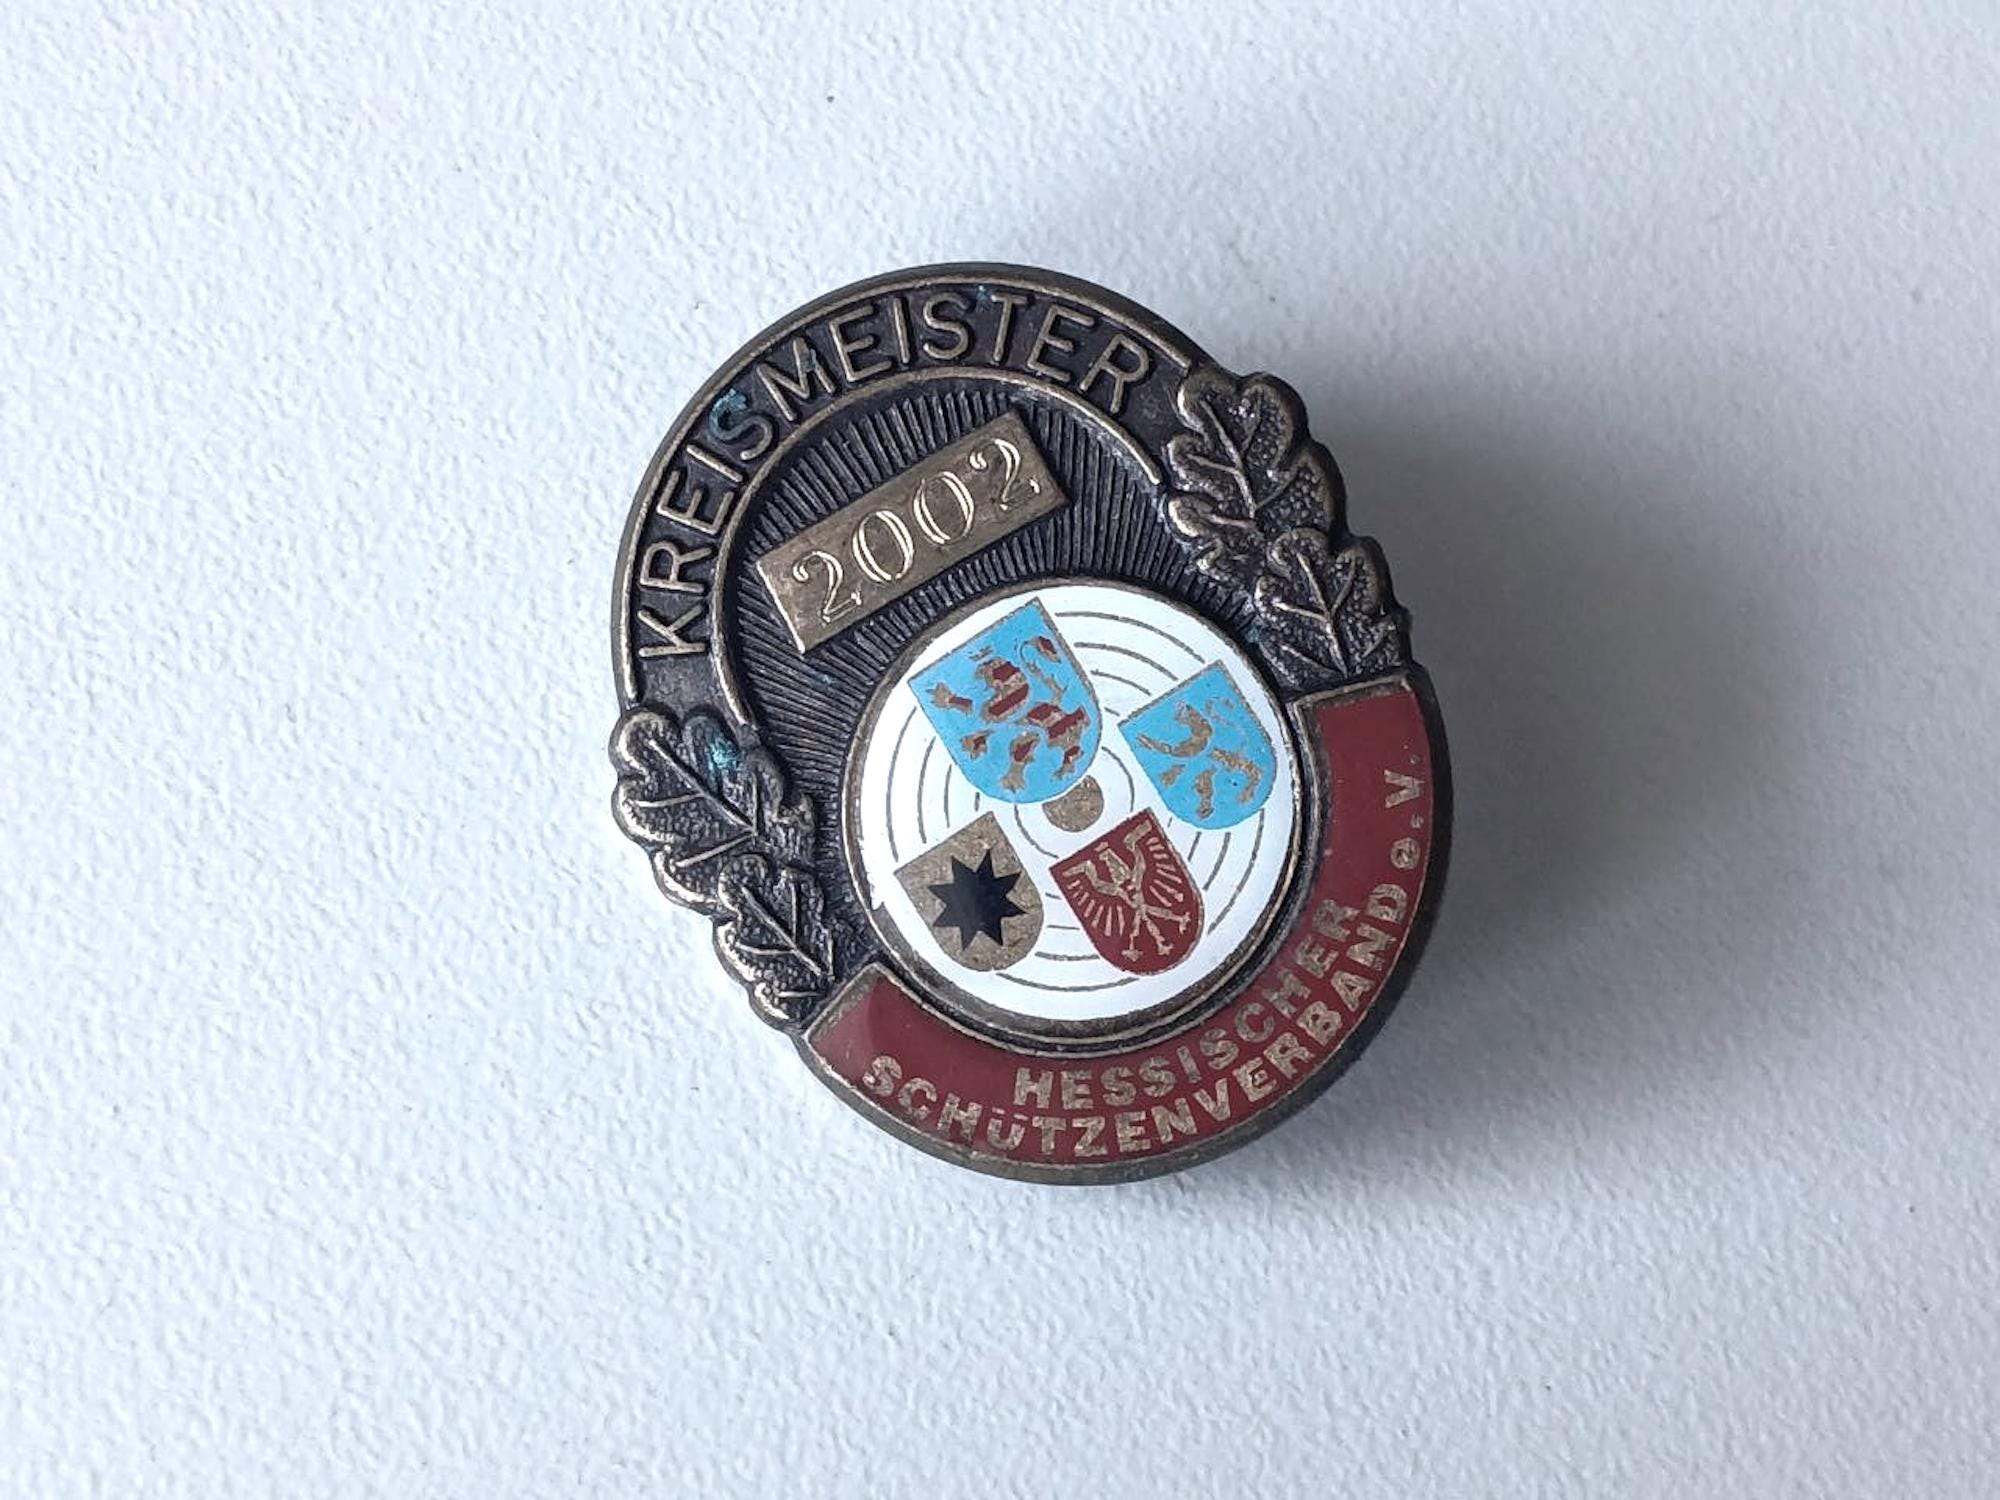 KREISMEISTER
2002
HESSISCHER
SCHÜTZENVERBAND e.V.